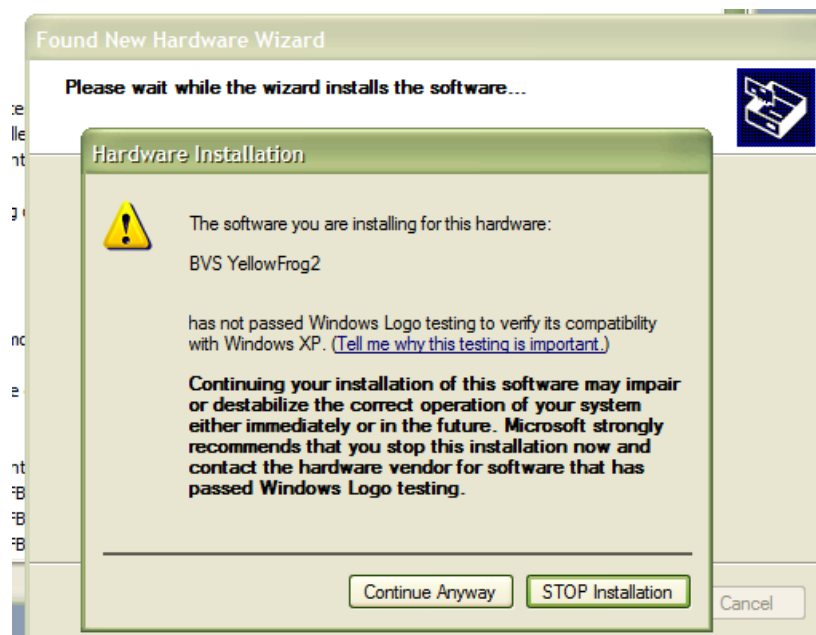 Found New Hardware Wizard
Please wait while the wizard installs the software...
Hardware Installation
The software you are installing for this hardware:
BVS YellowFrog2
has not passed Windows Logo testing to verify its compatibility
with Windows XP. (Tell me why this testing is important.)
Continuing your installation of this software may impair
or destabilize the correct operation of your system
either immediately or in the future. Microsoft strongly
recommends that you stop this installation now and
contact the hardware vendor for software that has
passed Windows Logo testing.
Continue Anyway
STOP Installation
Cancel